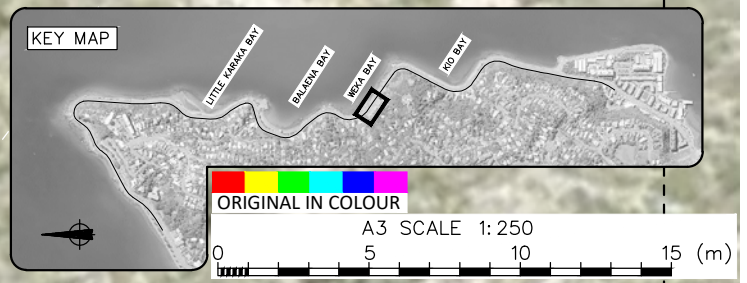 KEY MAP
LITTLE KARAKA BAY
BALAENA BAY
WEKA BAY
KIO BAY
ORIGINAL IN COLOUR
A3 SCALE 1:250
0 5 10 15 (m)